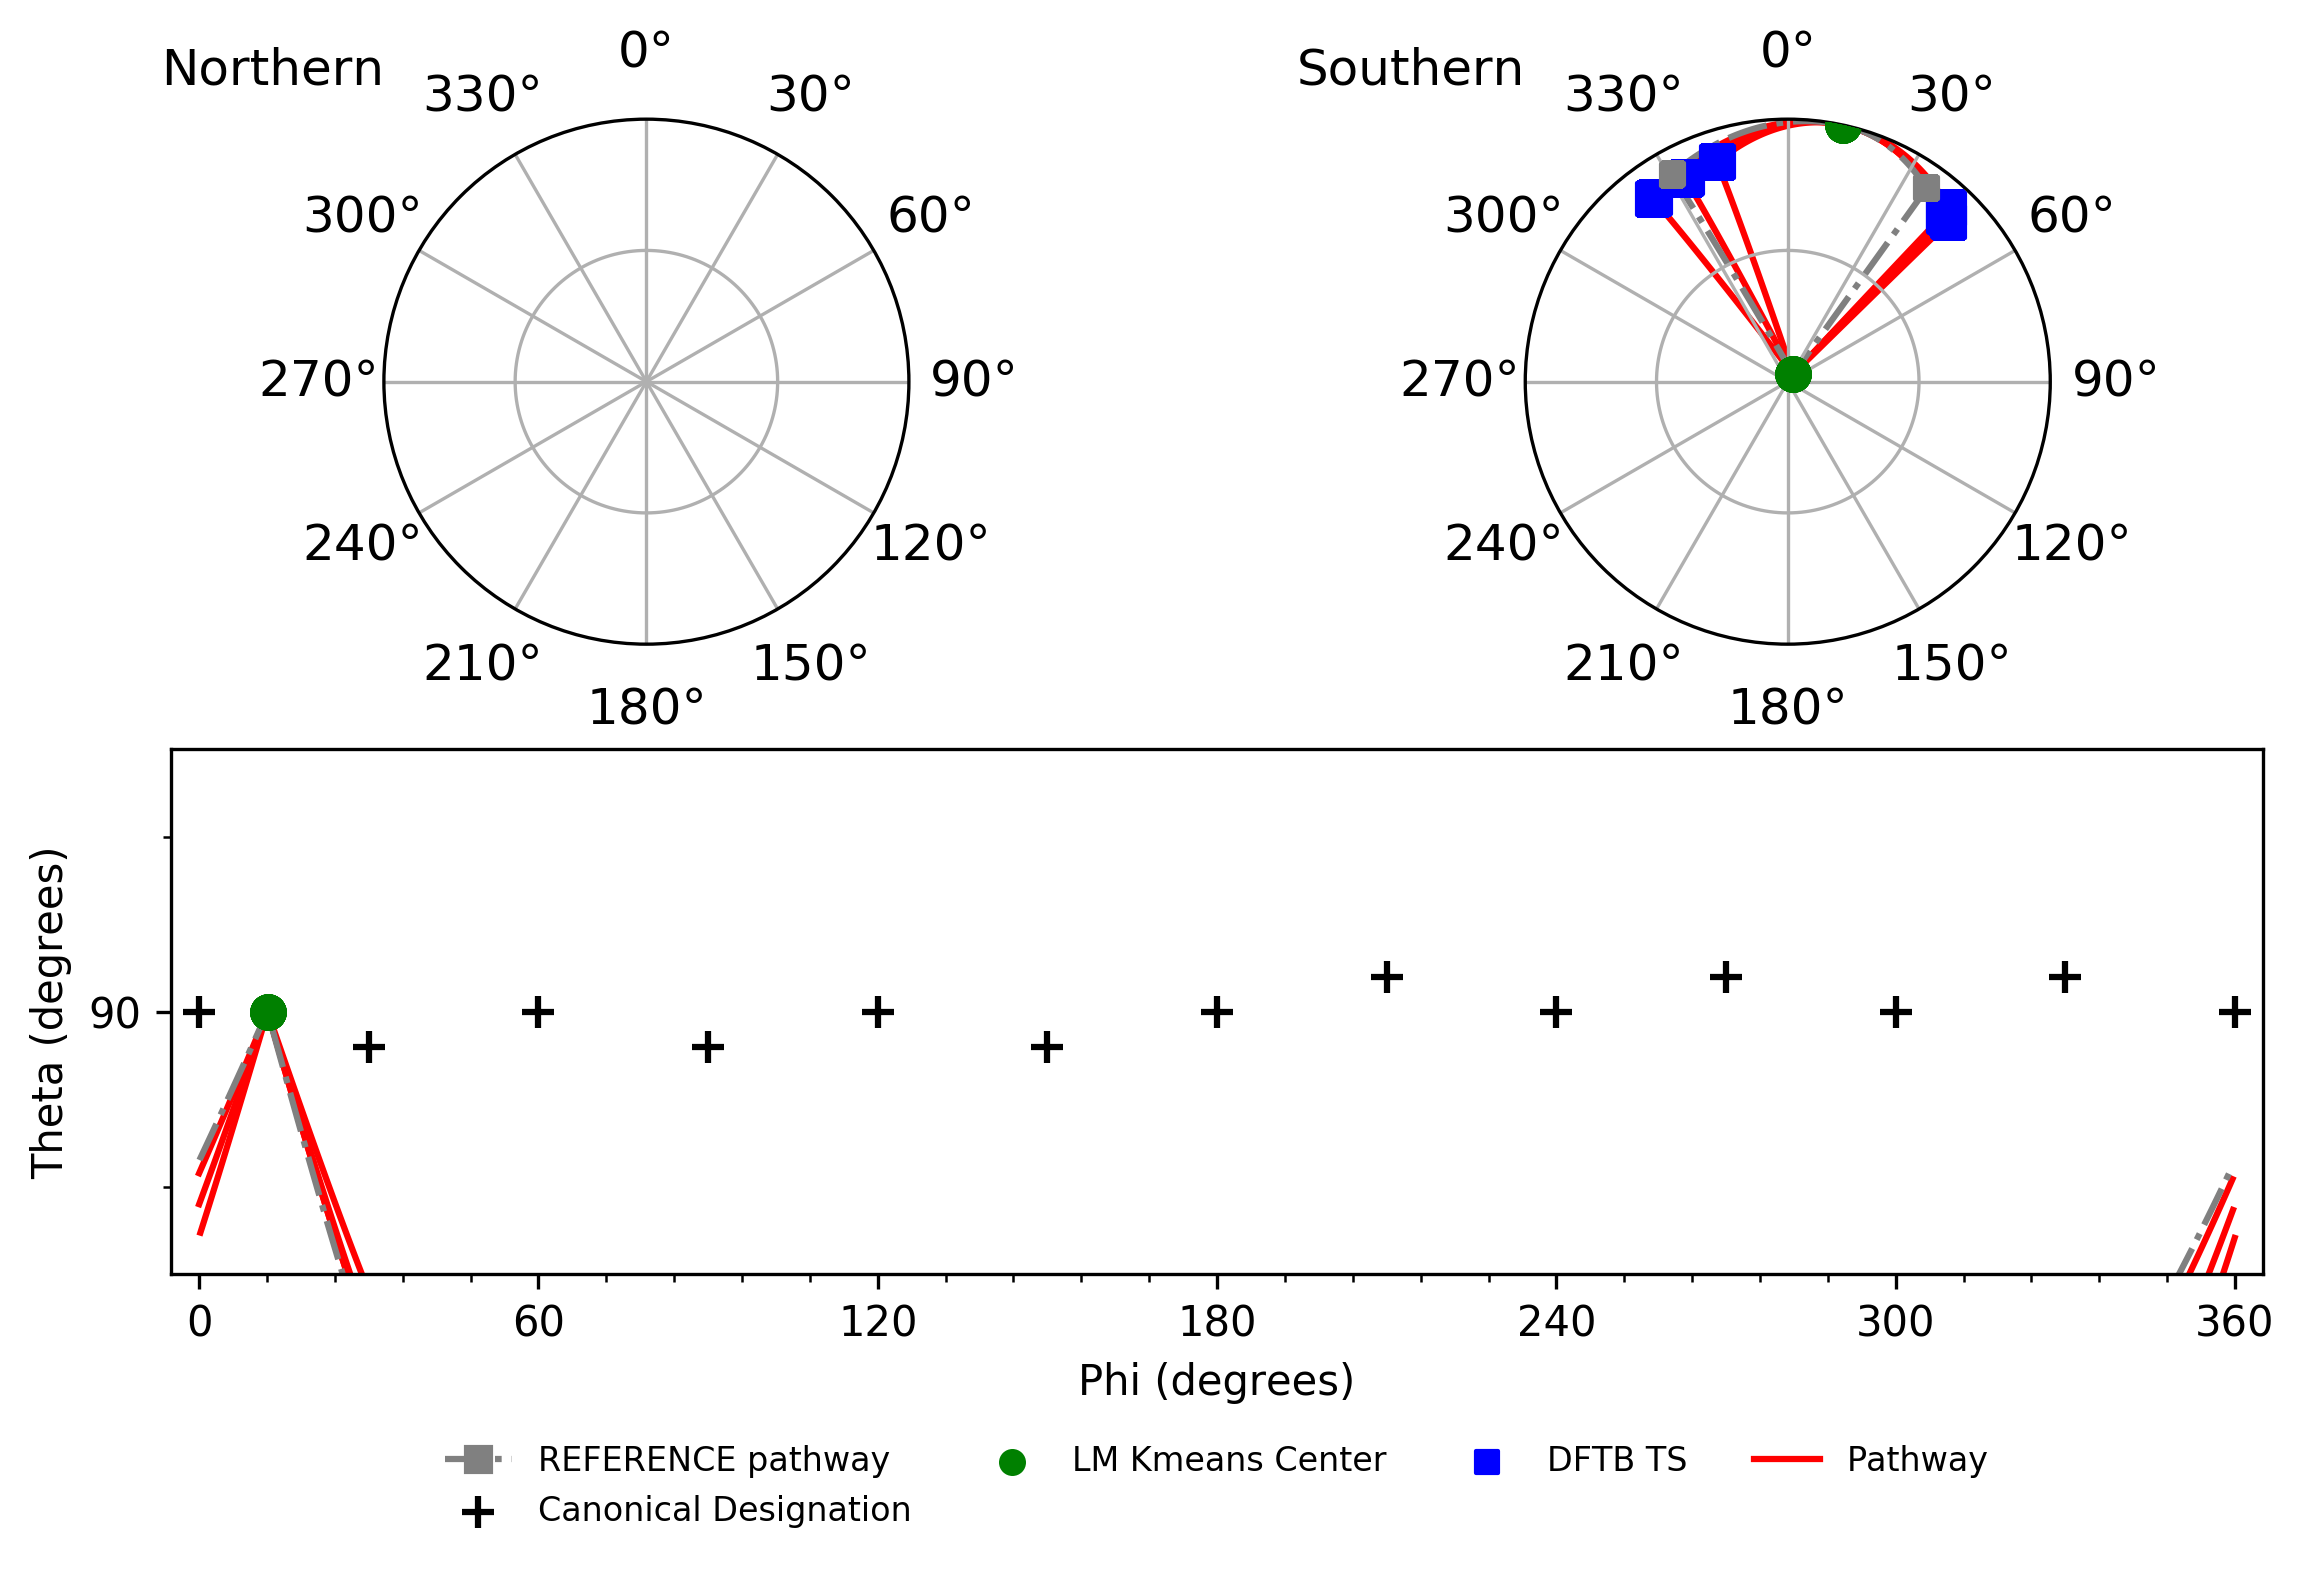 Northern
0°
330°
30°
300°
60°
270°
90°
240°
120°
210°
150°
180°
Southern
0°
330°
30°
300°
60°
270°
90°
240°
120°
210°
150°
180°
Theta (degrees)
90
0 60 120 180 240 300 360
Phi (degrees)
REFERENCE pathway
Canonical Designation
LM Kmeans Center
DFTB TS
Pathway